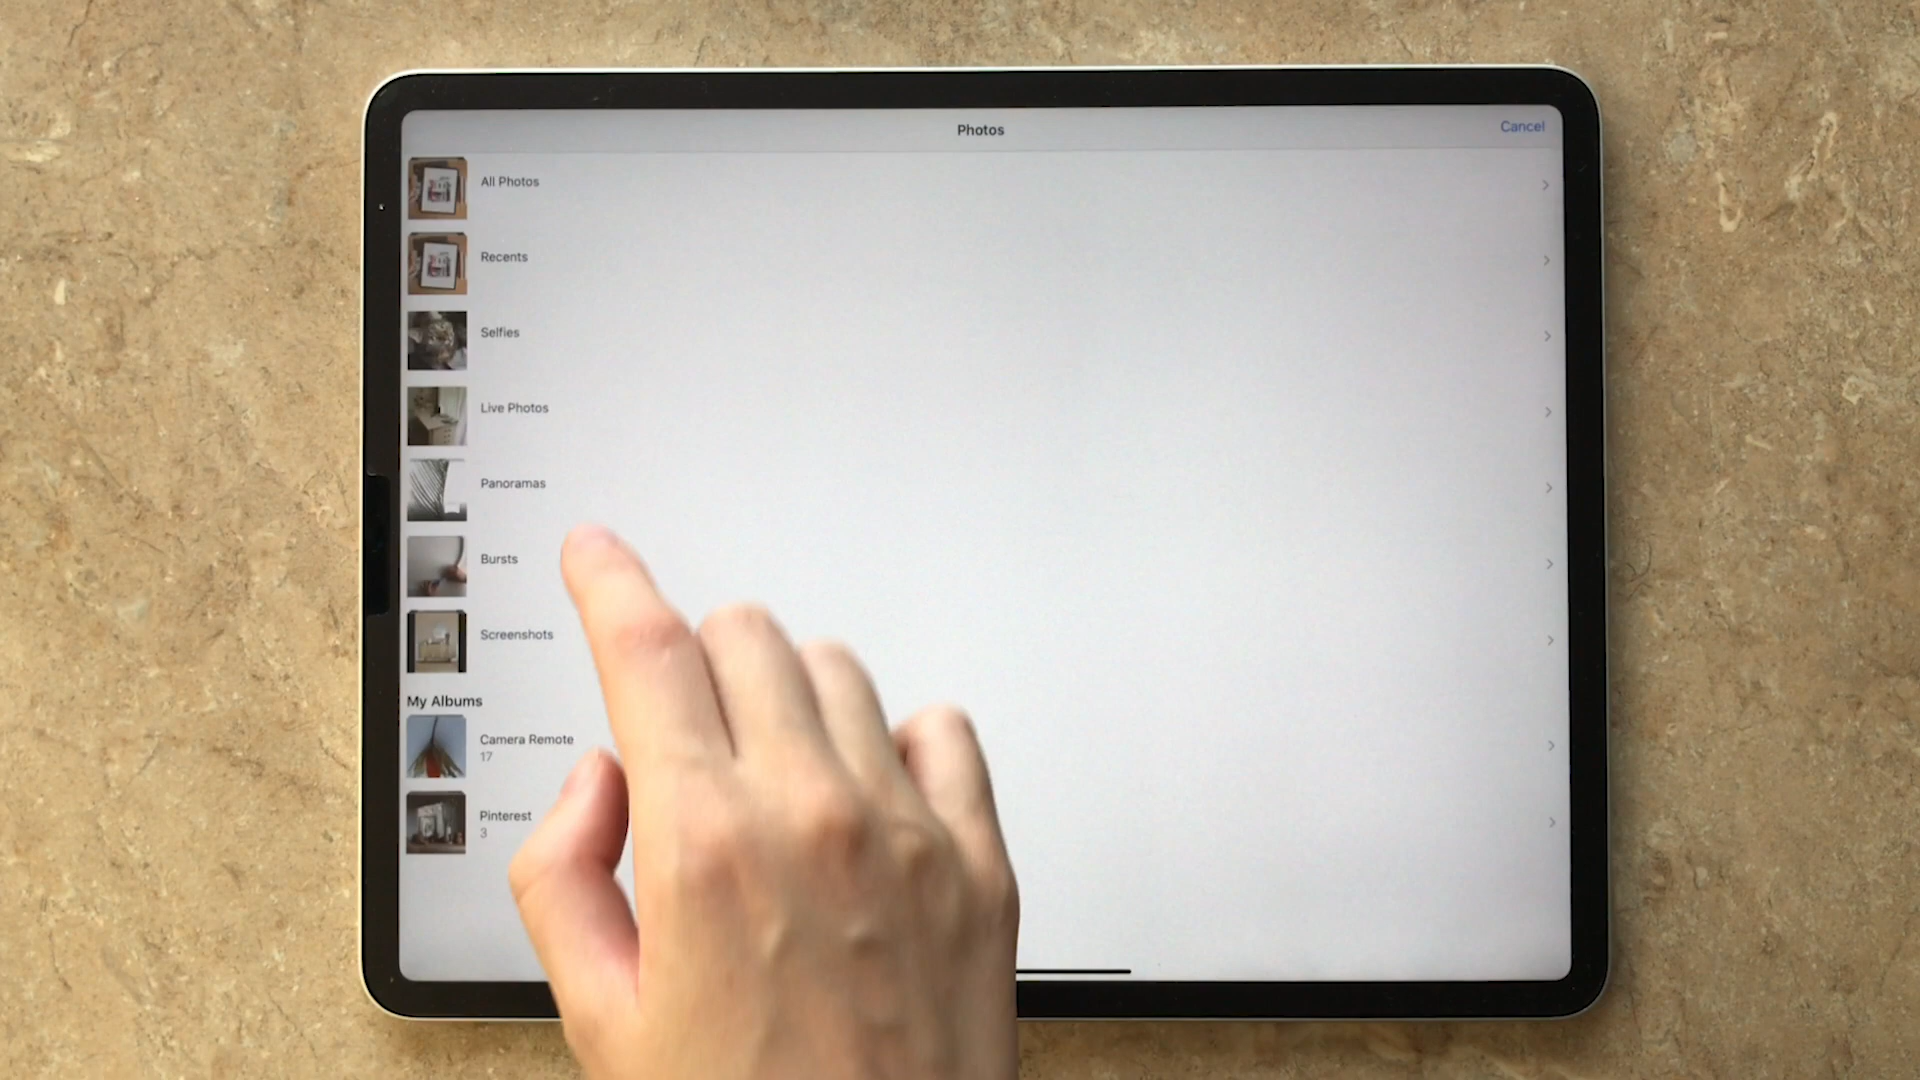 Photos
Cancel
All Photos
Recents
Selfies
Live Photos
Panoramas
Bursts
Screenshots
My Albums
Camera Remote
17
Pinterest
3